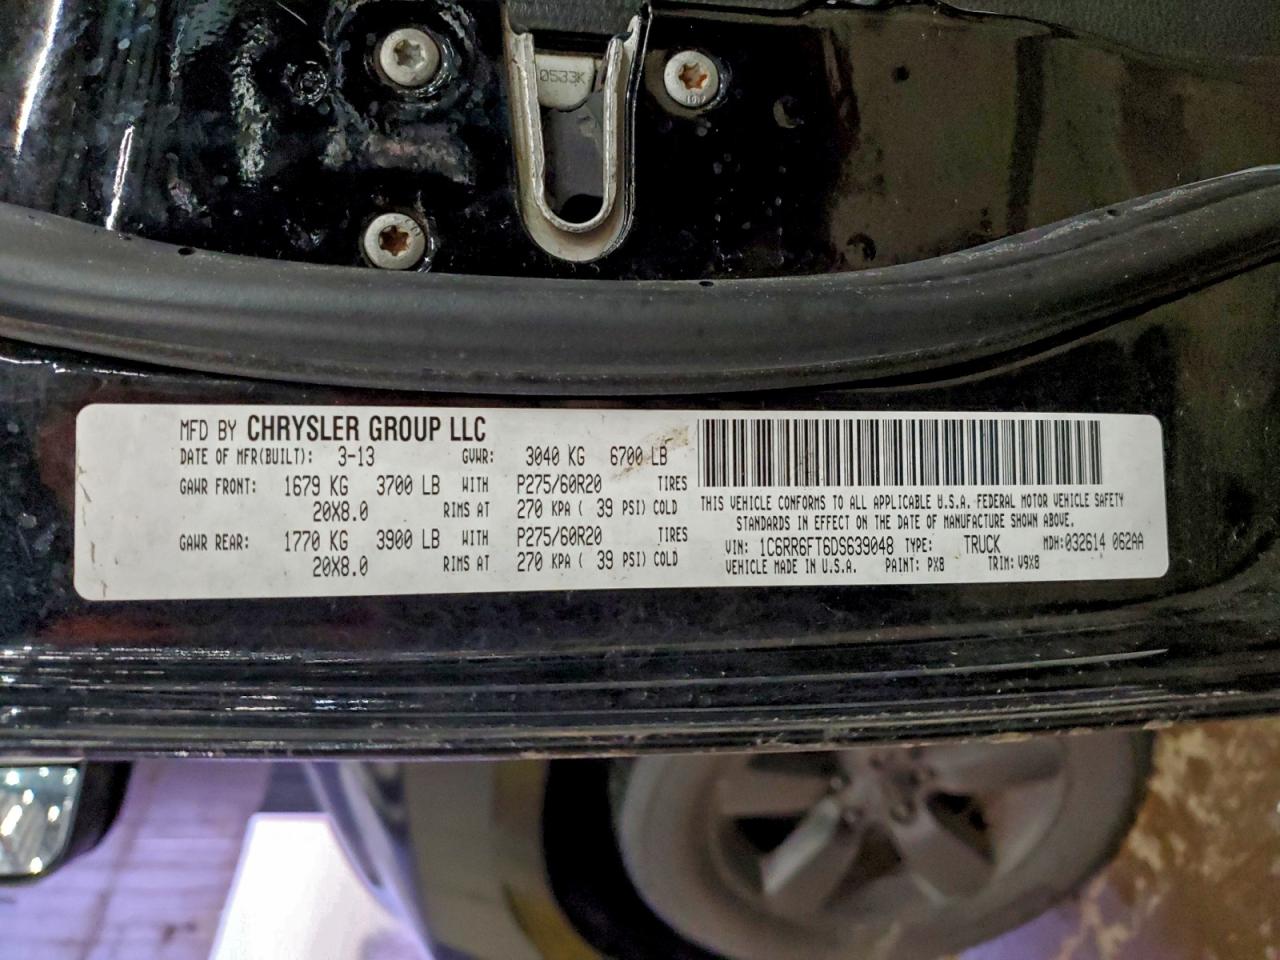 0533K
MFD BY CHRYSLER GROUP LLC
DATE OF MFR(BUILT): 3-13 GVWR: 3040 KG 6700 LB
GAWR FRONT: 1679 KG 3700 LB WITH P275/60R20 TIRES
20X8.0 RIMS AT 270 KPA ( 39 PSI) COLD
GAWR REAR: 1770 KG 3900 LB WITH P275/60R20 TIRES
20X8.0 RIMS AT 270 KPA ( 39 PSI) COLD
THIS VEHICLE CONFORMS TO ALL APPLICABLE U.S.A. FEDERAL MOTOR VEHICLE SAFETY
STANDARDS IN EFFECT ON THE DATE OF MANUFACTURE SHOWN ABOVE.
VIN: 1C6RR6FT6DS639048 TYPE: TRUCK MDH:032614 062AA
VEHICLE MADE IN U.S.A. PAINT: PX8 TRIM: V9X8